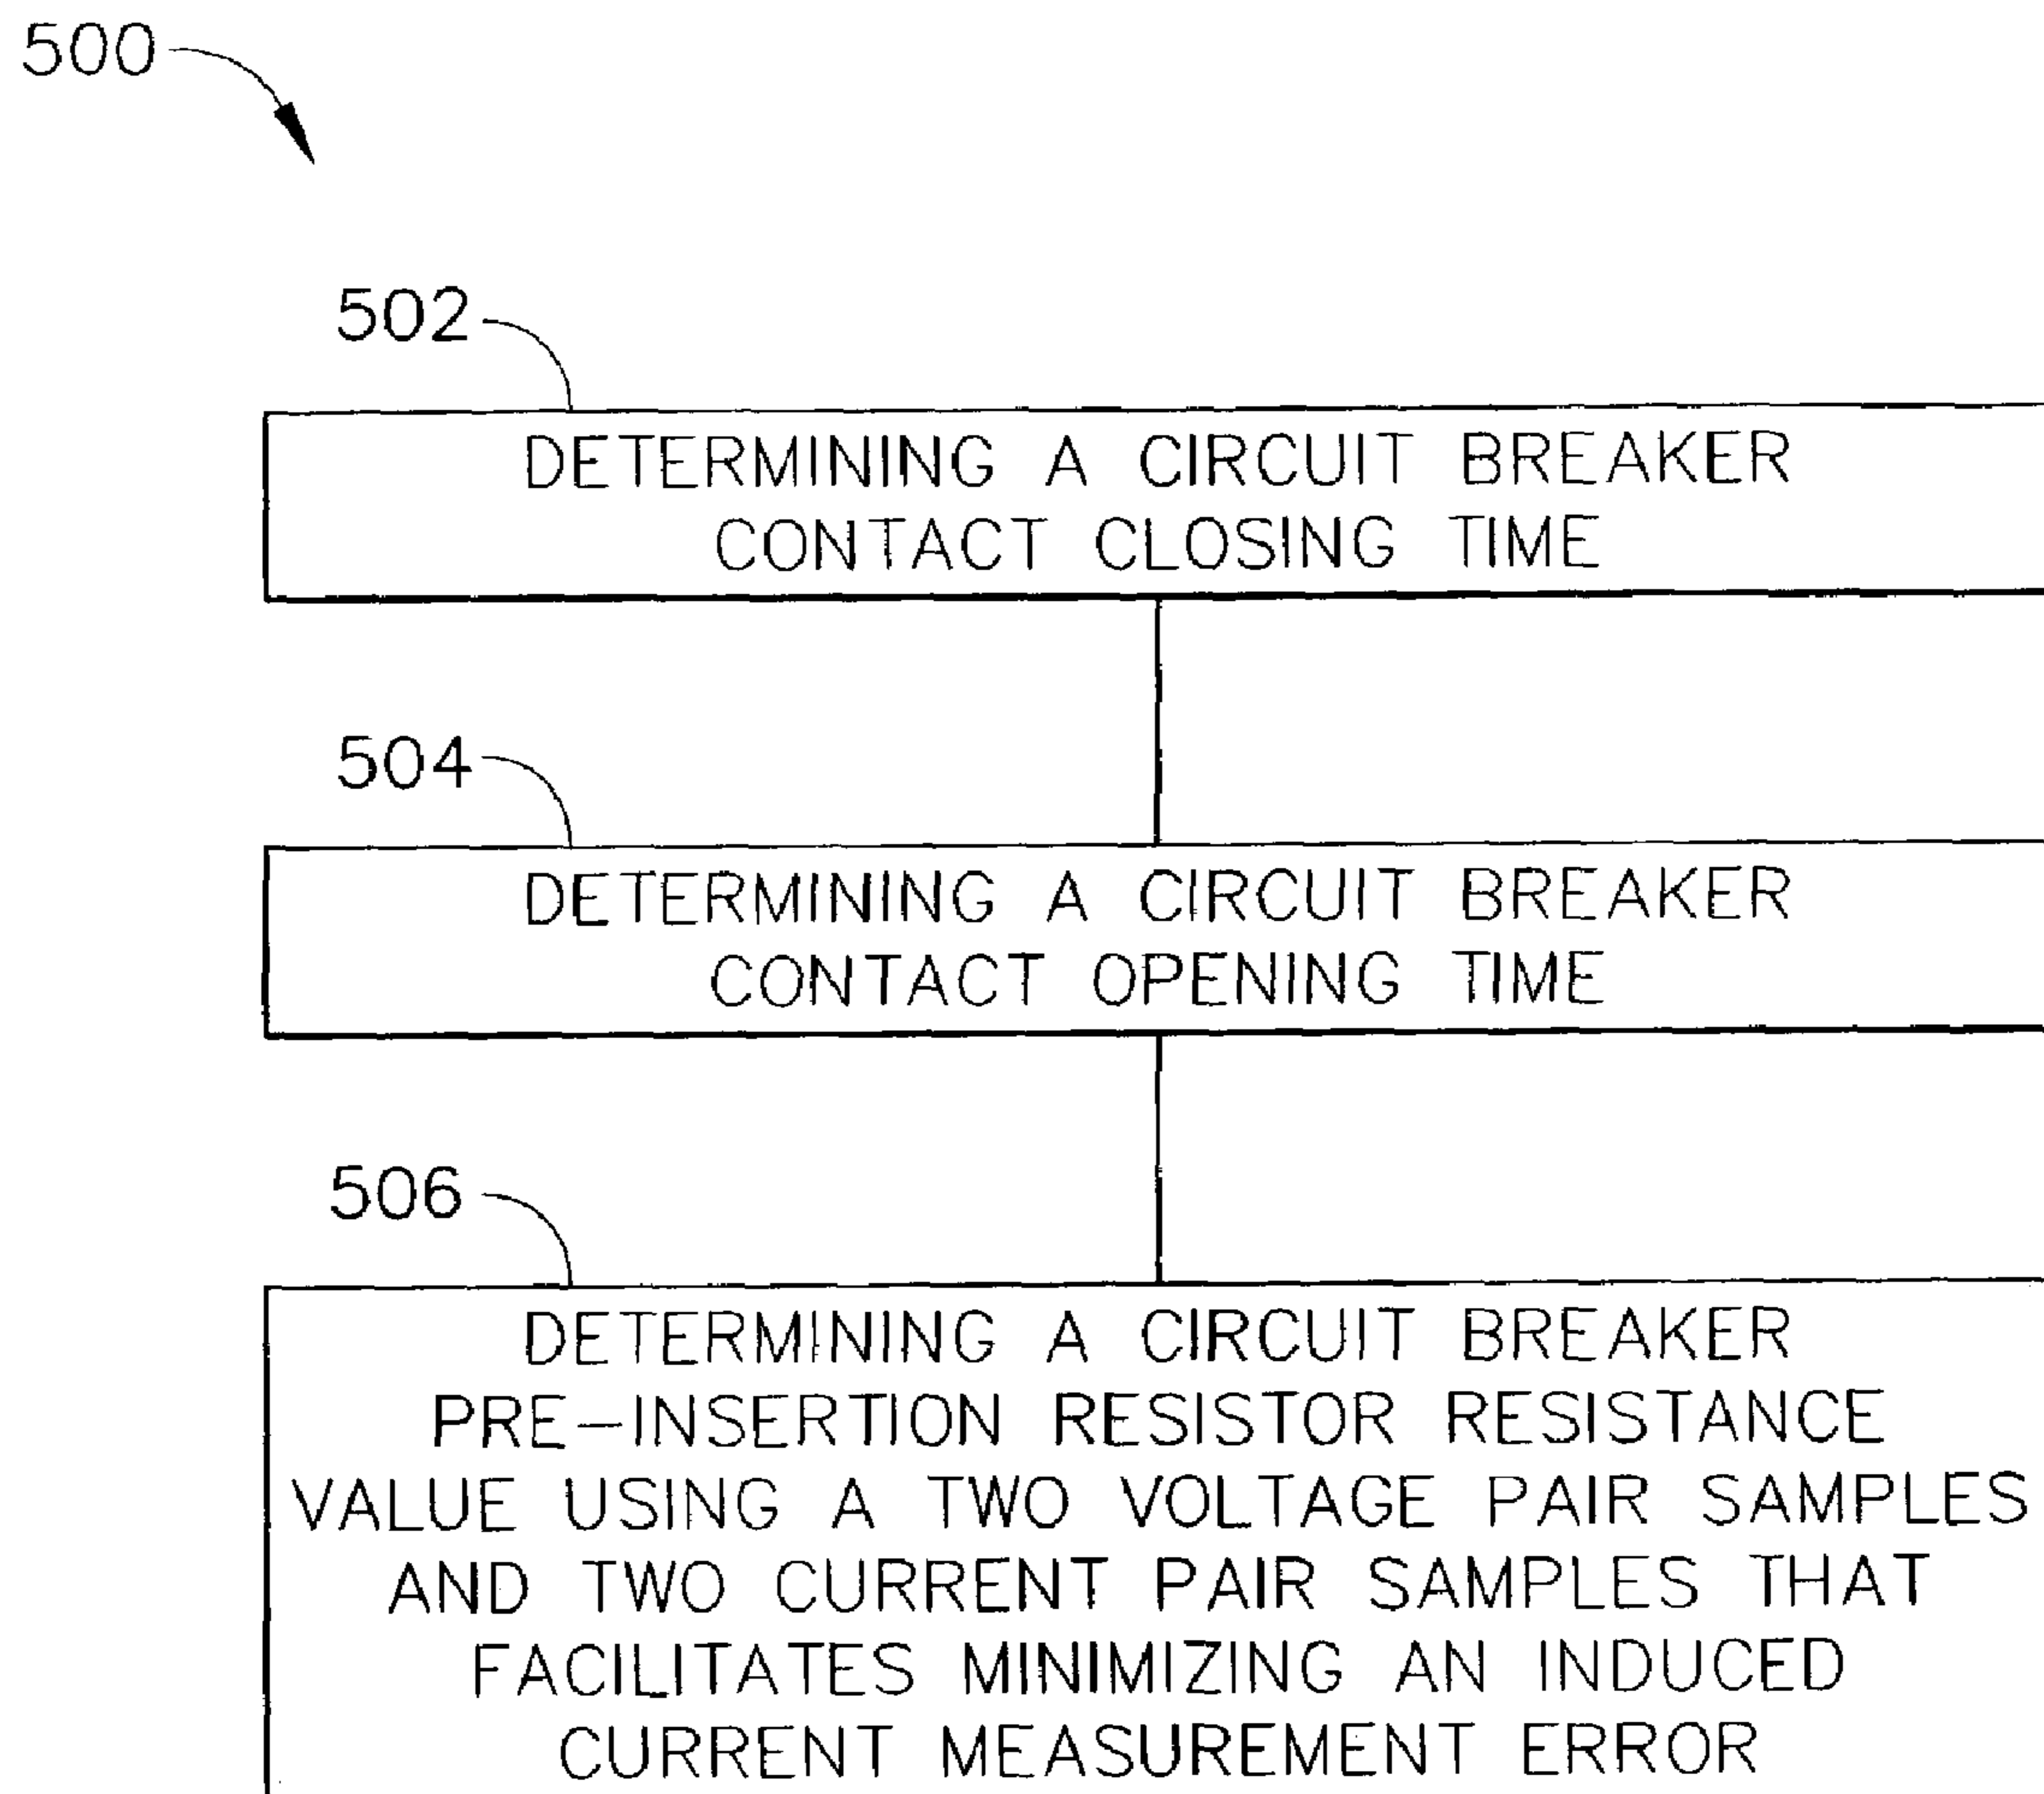 500
502
DETERMINING A CIRCUIT BREAKER
CONTACT CLOSING TIME
504
DETERMINING A CIRCUIT BREAKER
CONTACT OPENING TIME
506
DETERMINING A CIRCUIT BREAKER
PRE-INSERTION RESISTOR RESISTANCE
VALUE USING A TWO VOLTAGE PAIR SAMPLES
AND TWO CURRENT PAIR SAMPLES THAT
FACILITATES MINIMIZING AN INDUCED
CURRENT MEASUREMENT ERROR